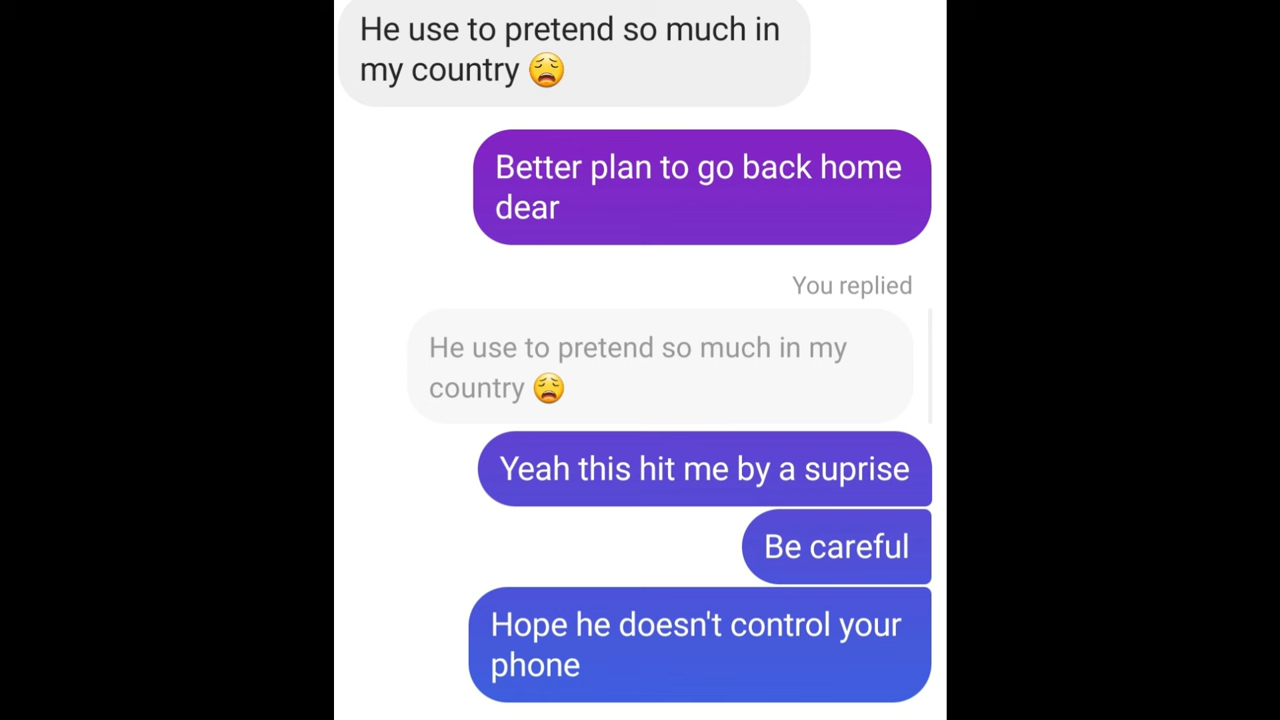 He use to pretend so much in
my country 😩
Better plan to go back home
dear
You replied
He use to pretend so much in my
country 😩
Yeah this hit me by a suprise
Be careful
Hope he doesn't control your
phone